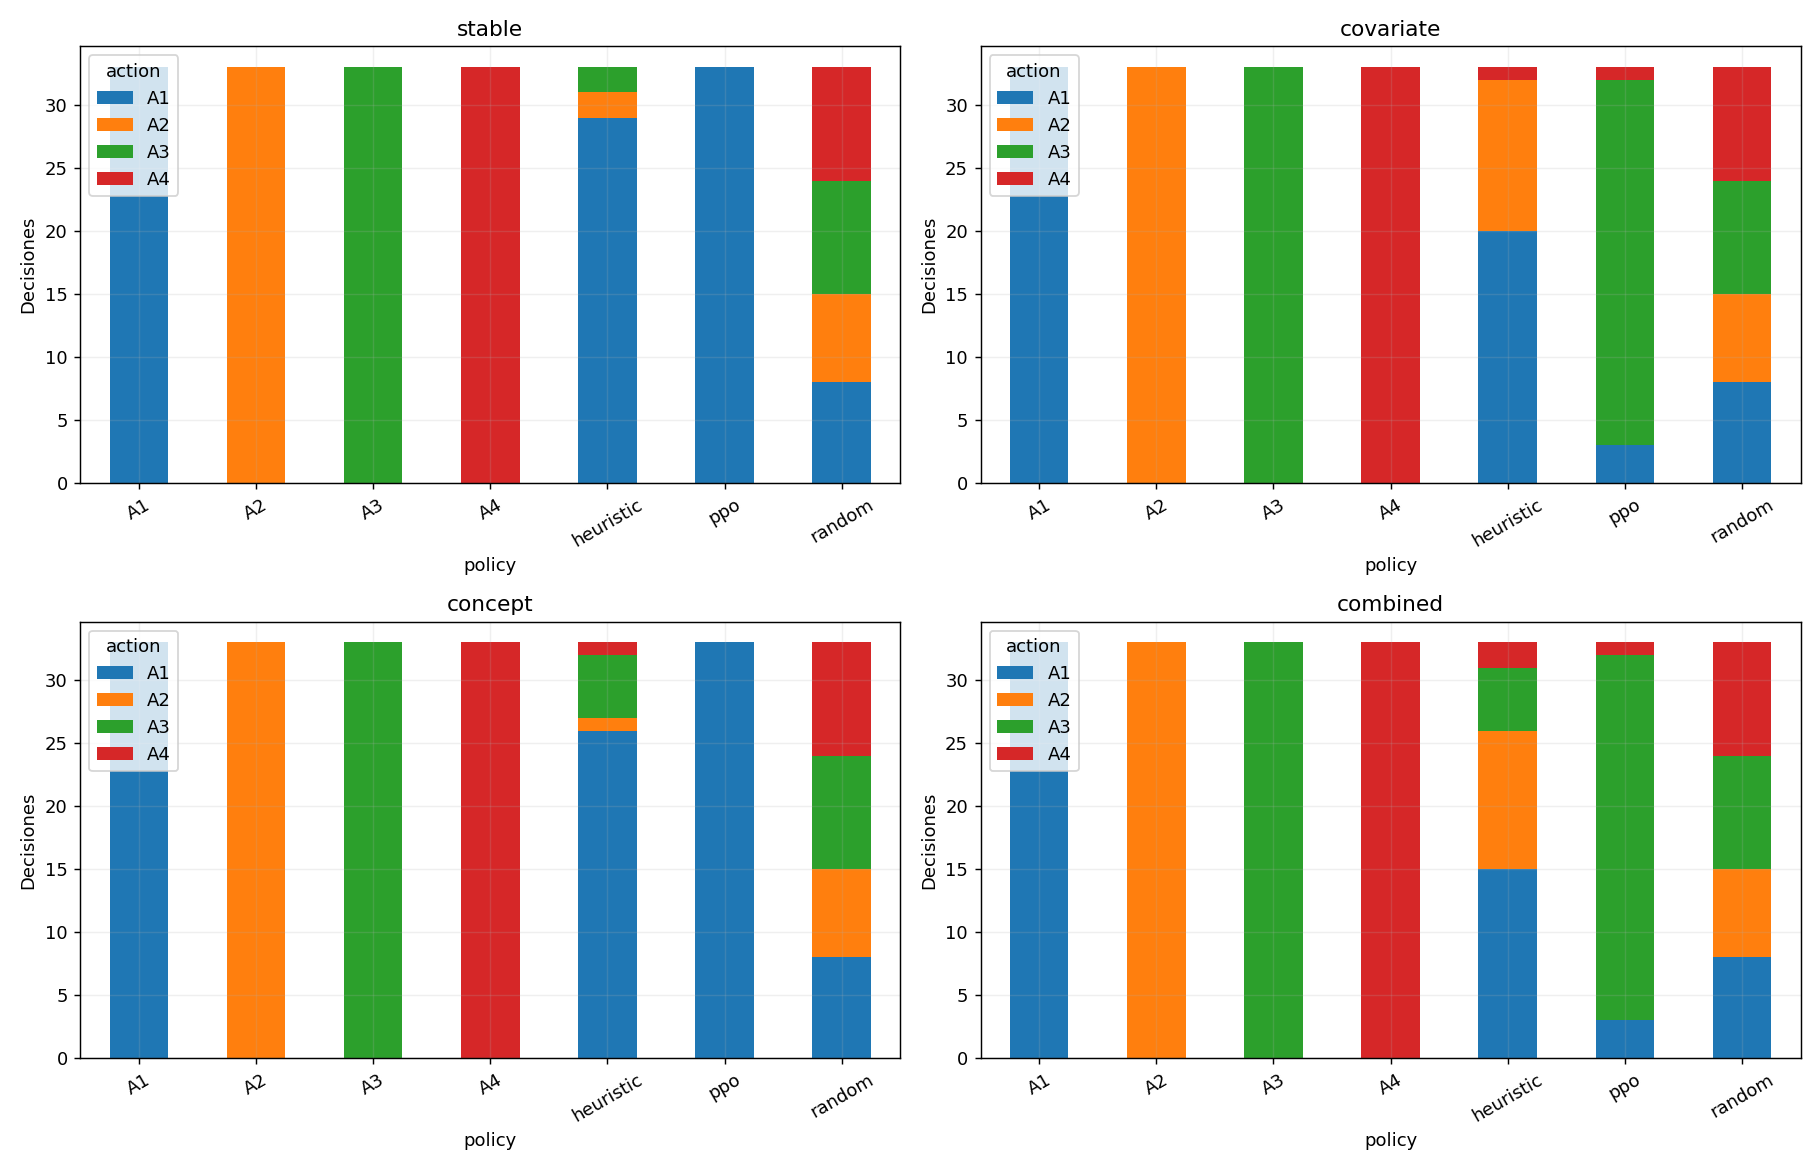 stable
action
A1
A2
A3
A4
Decisiones
30
25
20
15
10
5
0
A1 A2 A3 A4 heuristic ppo random
policy
covariate
action
A1
A2
A3
A4
Decisiones
30
25
20
15
10
5
0
A1 A2 A3 A4 heuristic ppo random
policy
concept
action
A1
A2
A3
A4
Decisiones
30
25
20
15
10
5
0
A1 A2 A3 A4 heuristic ppo random
policy
combined
action
A1
A2
A3
A4
Decisiones
30
25
20
15
10
5
0
A1 A2 A3 A4 heuristic ppo random
policy